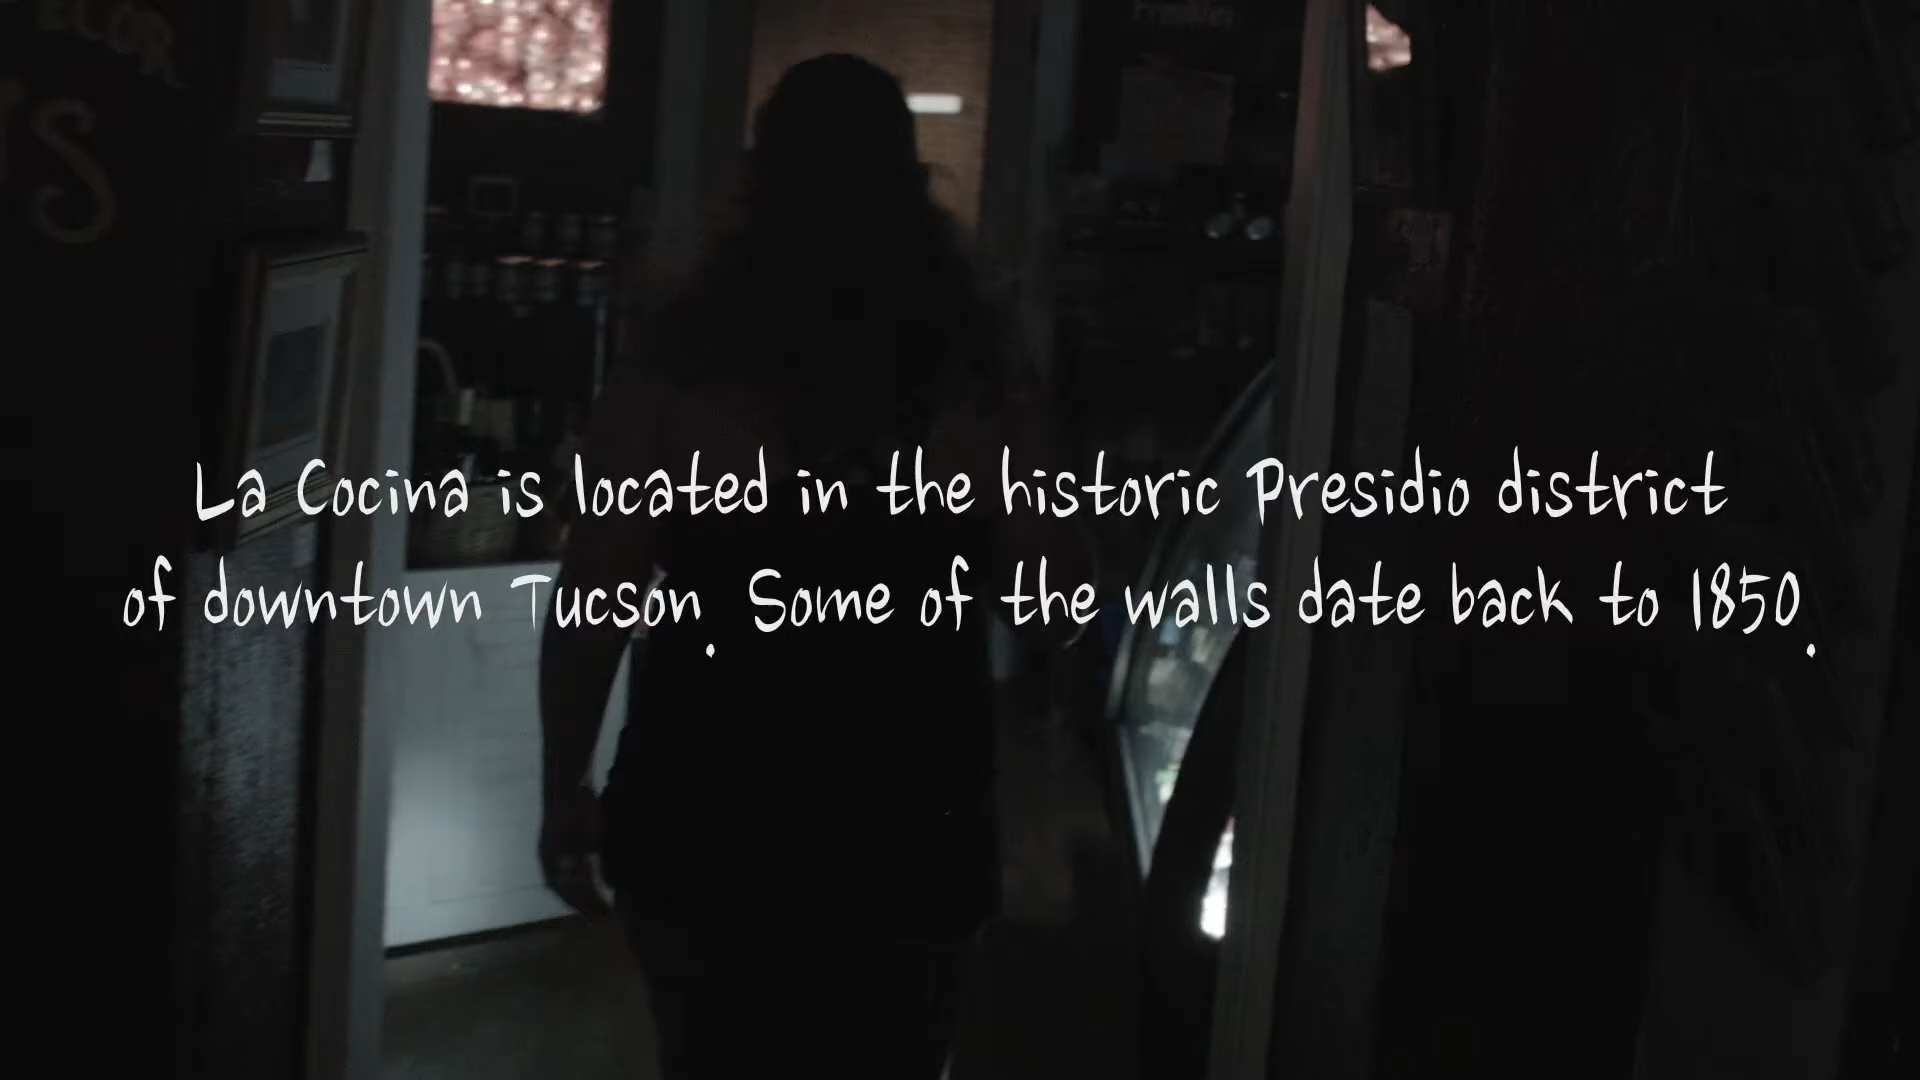 ECOR
La Cocina is located in the historic Presidio district
of downtown Tucson. Some of the walls date back to 1850.